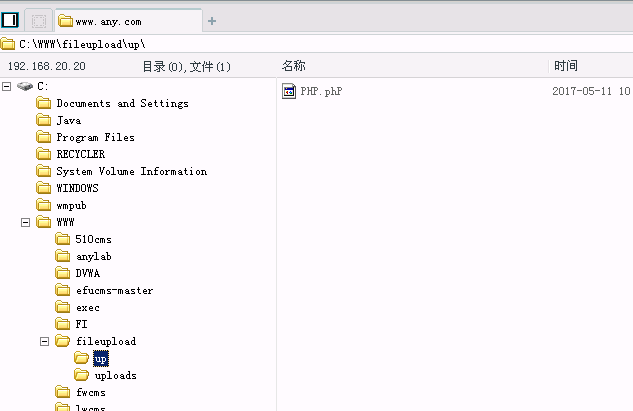 www.any.com
C:\WWW\fileupload\up\
192.168.20.20 目录(0),文件(1) 名称 时间
C:
PHP.phP 2017-05-11 10
Documents and Settings
Java
Program Files
RECYCLER
System Volume Information
WINDOWS
wmpub
WWW
510cms
anylab
DVWA
efucms-master
exec
FI
fileupload
up
uploads
fwcms
lwcms